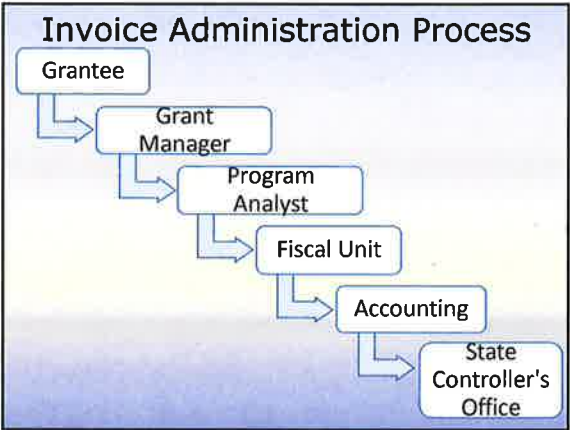 Invoice Administration Process
Grantee
Grant
Manager
Program
Analyst
Fiscal Unit
Accounting
State
Controller's
Office